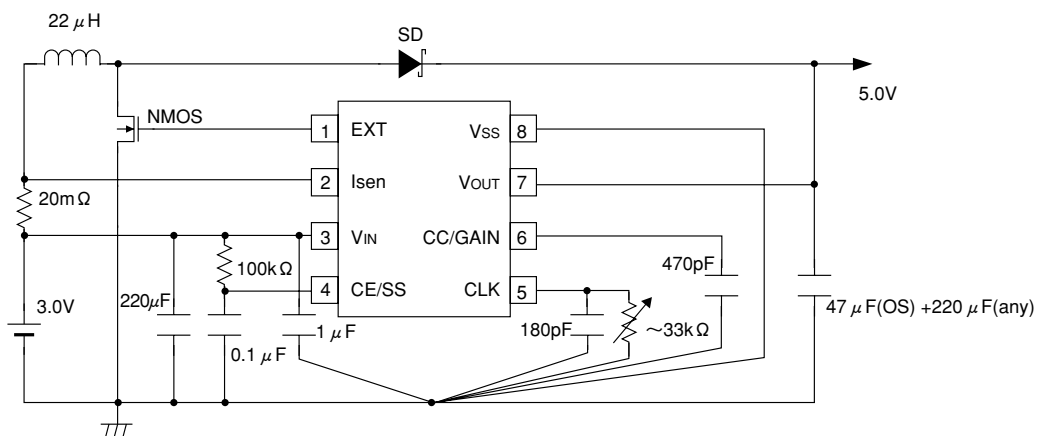 22 μH
SD
5.0V
NMOS
1 EXT Vss 8
2 Isen VOUT 7
20mΩ
3 VIN CC/GAIN 6
100kΩ
470pF
4 CE/SS CLK 5
3.0V
220μF
1 μF
180pF
~33kΩ
47 μF(OS) +220 μF(any)
0.1 μF